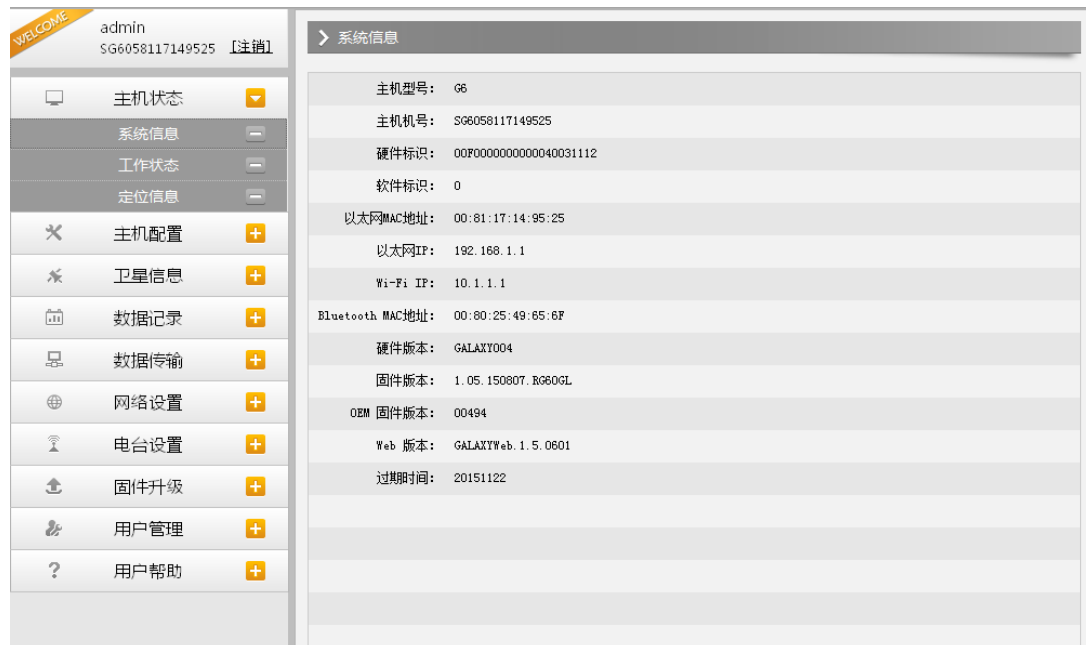 WELCOME
admin
SG6058117149525 [注销]
主机状态
系统信息
工作状态
定位信息
主机配置
卫星信息
数据记录
数据传输
网络设置
电台设置
固件升级
用户管理
用户帮助
系统信息
主机型号: G6
主机机号: SG6058117149525
硬件标识: 00F0000000000040031112
软件标识: 0
以太网MAC地址: 00:81:17:14:95:25
以太网IP: 192.168.1.1
Wi-Fi IP: 10.1.1.1
Bluetooth MAC地址: 00:80:25:49:65:6F
硬件版本: GALAXY004
固件版本: 1.05.150807.RG60GL
OEM 固件版本: 00494
Web 版本: GALAXYWeb.1.5.0601
过期时间: 20151122